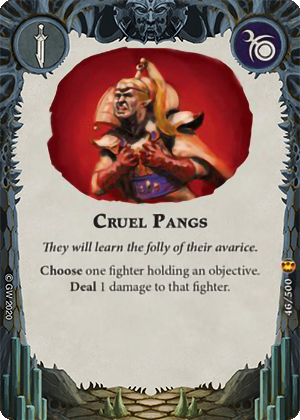 CRUEL PANGS
They will learn the folly of their avarice.
Choose one fighter holding an objective.
Deal 1 damage to that fighter.
© GW 2020
46/500